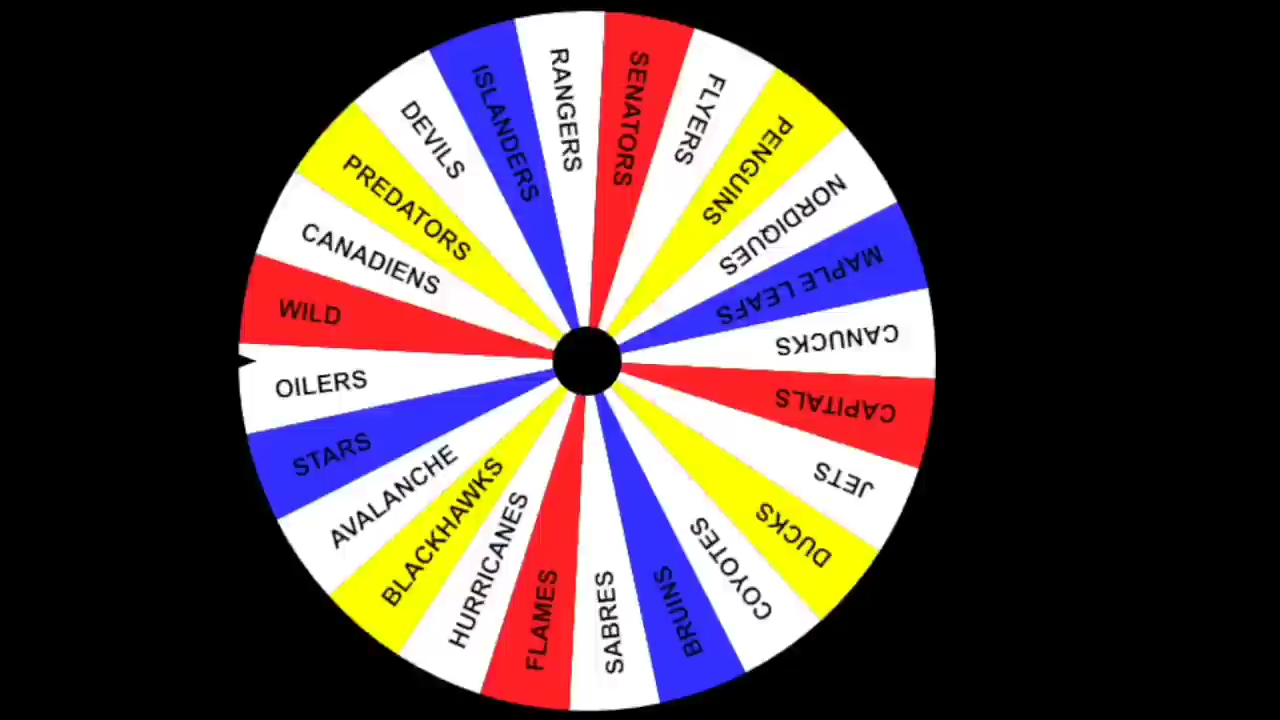 RANGERS
SENATORS
FLYERS
PENGUINS
NORDIQUES
MAPLE LEAFS
CANUCKS
CAPITALS
JETS
DUCKS
COYOTES
BRUINS
SABRES
FLAMES
HURRICANES
BLACKHAWKS
AVALANCHE
STARS
OILERS
WILD
CANADIENS
PREDATORS
DEVILS
ISLANDERS